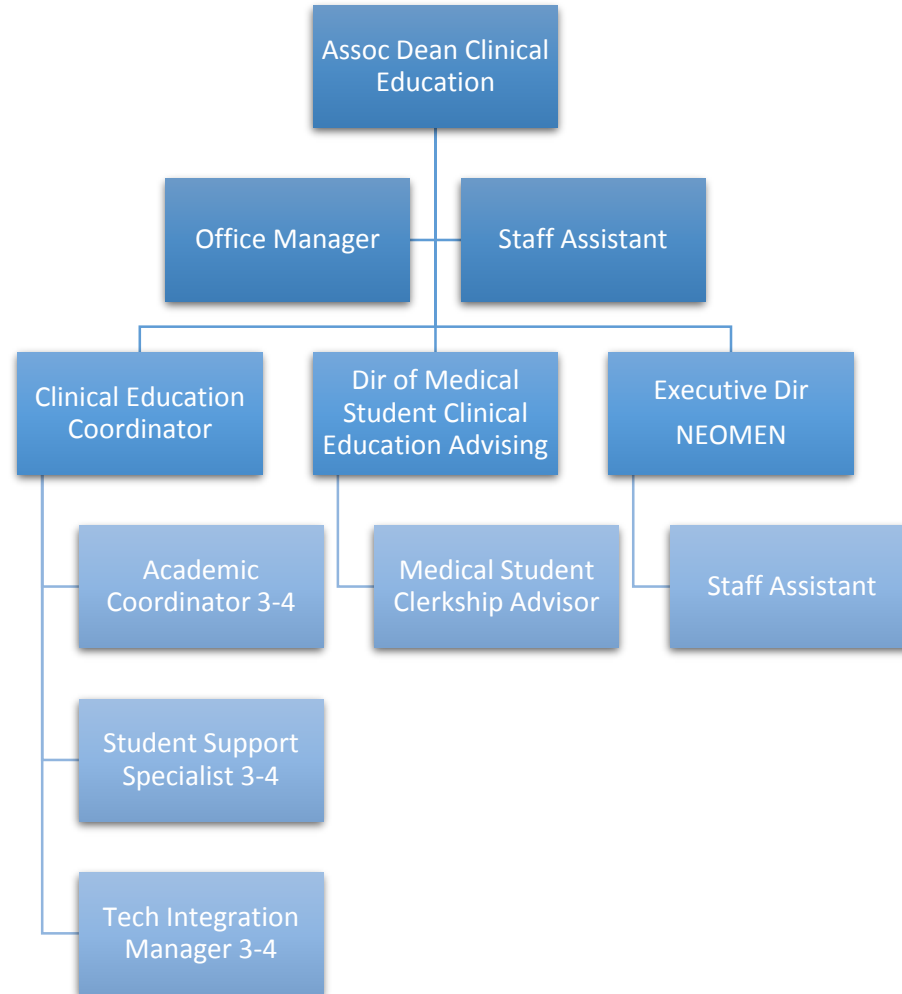 Assoc Dean Clinical
Education
Office Manager
Staff Assistant
Clinical Education
Coordinator
Dir of Medical
Student Clinical
Education Advising
Executive Dir
NEOMEN
Academic
Coordinator 3-4
Medical Student
Clerkship Advisor
Staff Assistant
Student Support
Specialist 3-4
Tech Integration
Manager 3-4